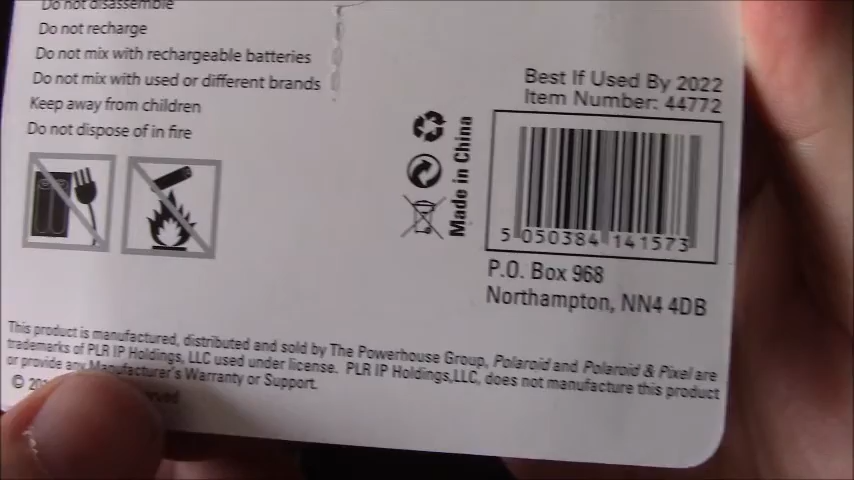 Do not disassemble
Do not recharge
Do not mix with rechargeable batteries
Do not mix with used or different brands
Keep away from children
Do not dispose of in fire
Best If Used By 2022
Item Number: 44772
Made in China
5 050384 141573
P.O. Box 968
Northampton, NN4 4DB
This product is manufactured, distributed and sold by The Powerhouse Group, Polaroid and Polaroid & Pixel are
trademarks of PLR IP Holdings, LLC used under license. PLR IP Holdings,LLC, does not manufacture this product
or provide any Manufacturer's Warranty or Support.
©